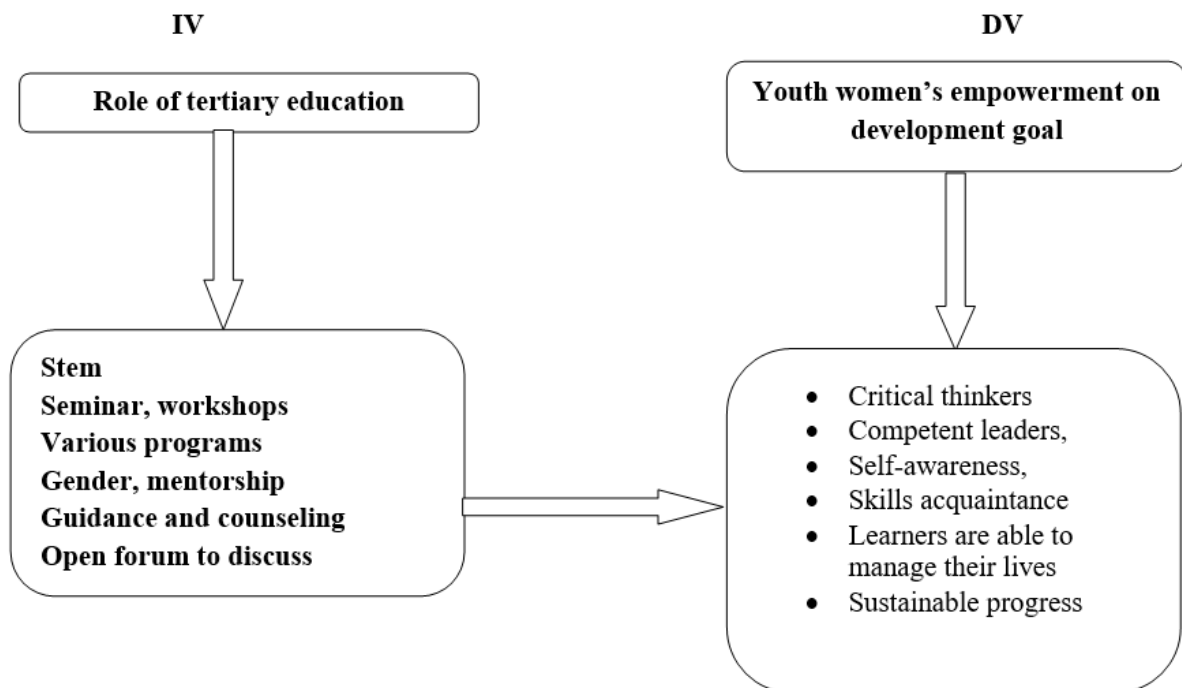 IV
DV
Role of tertiary education
Youth women's empowerment on
development goal
Stem
Seminar, workshops
Various programs
Gender, mentorship
Guidance and counseling
Open forum to discuss
• Critical thinkers
• Competent leaders,
• Self-awareness,
• Skills acquaintance
• Learners are able to
manage their lives
• Sustainable progress